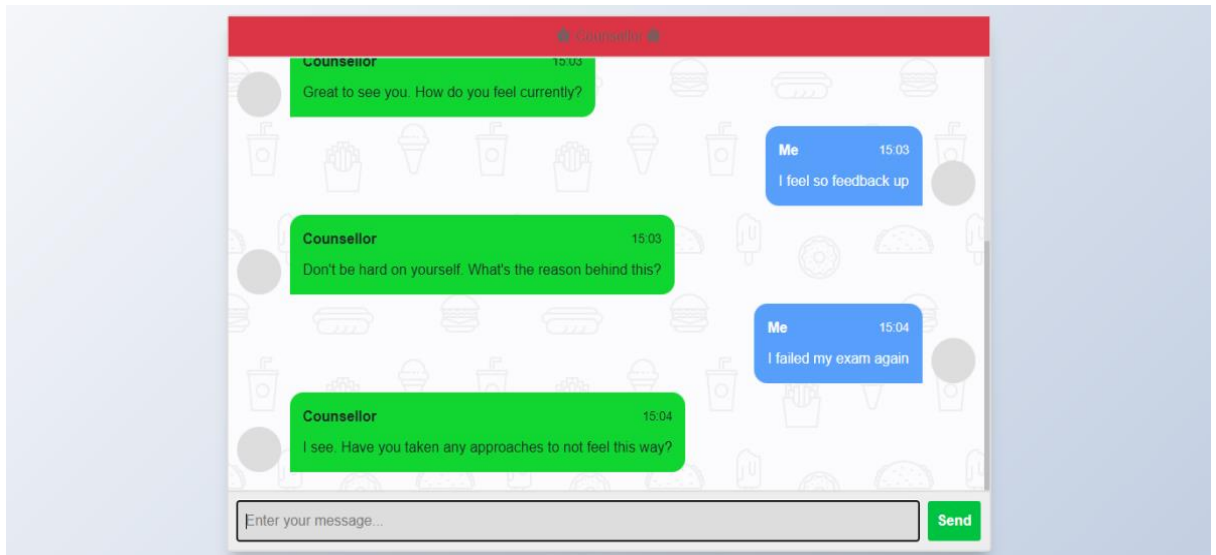 Counsellor
Counsellor 15:03
Great to see you. How do you feel currently?
Me 15:03
I feel so feedback up
Counsellor 15:03
Don't be hard on yourself. What's the reason behind this?
Me 15:04
I failed my exam again
Counsellor 15:04
I see. Have you taken any approaches to not feel this way?
Enter your message...
Send